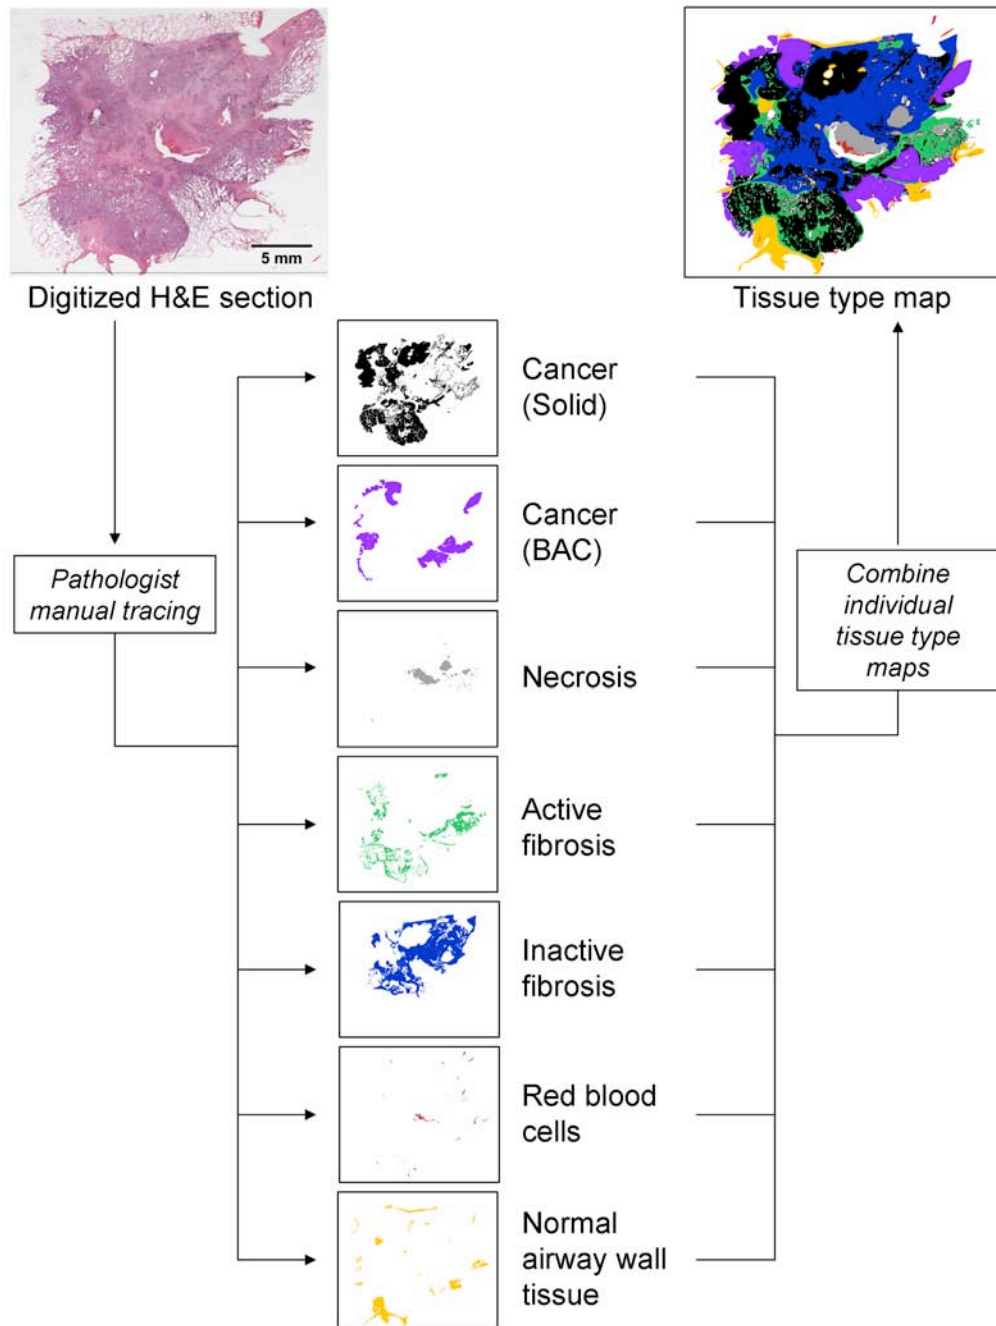 5 mm
Digitized H&E section
Tissue type map
Cancer
(Solid)
Cancer
(BAC)
Pathologist
manual tracing
Combine
individual
tissue type
maps
Necrosis
Active
fibrosis
Inactive
fibrosis
Red blood
cells
Normal
airway wall
tissue